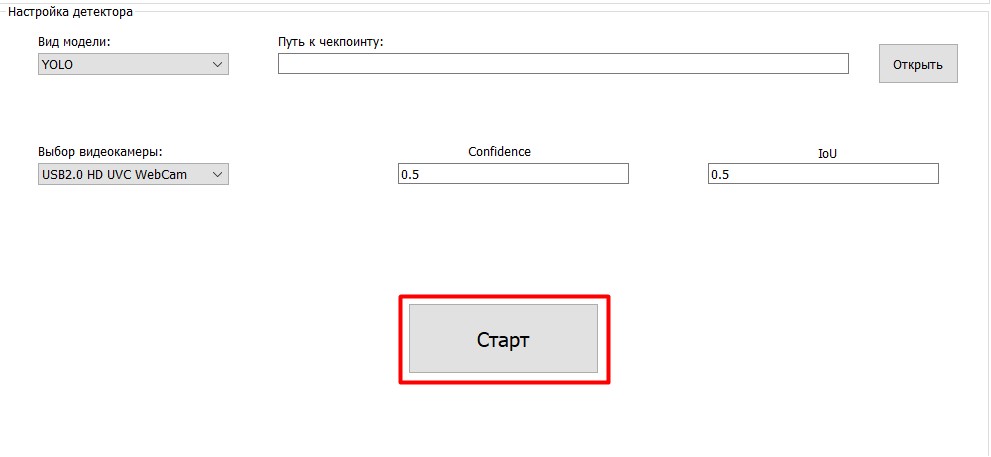 Настройка детектора
Вид модели: Путь к чекпоинту:
YOLO Открыть
Выбор видеокамеры: Confidence IoU
USB2.0 HD UVC WebCam 0.5 0.5
Старт